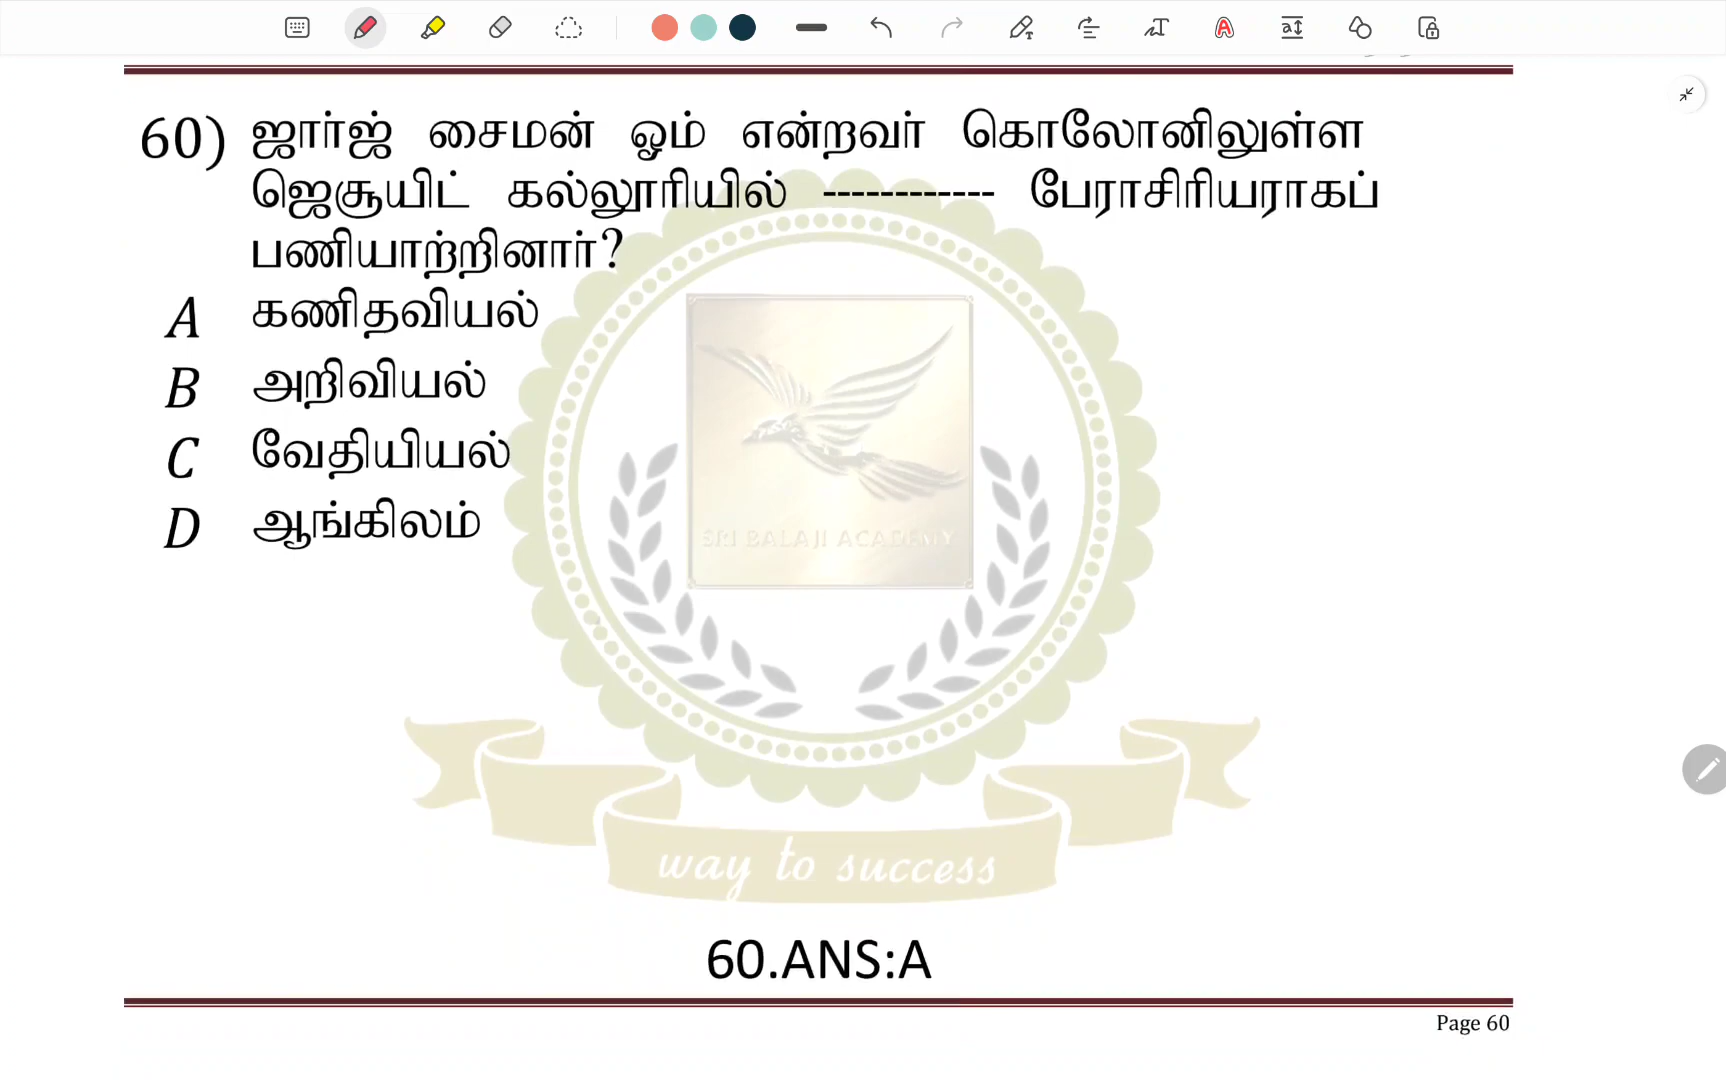 60) ஜார்ஜ் சைமன் ஓம் என்றவர் கொலோனிலுள்ள
ஜெசூயிட் கல்லூரியில் ------------ பேராசிரியராகப்
பணியாற்றினார்?
A கணிதவியல்
B அறிவியல்
C வேதியியல்
D ஆங்கிலம்
SRI BALAJI ACADEMY
way to success
60.ANS:A
Page 60